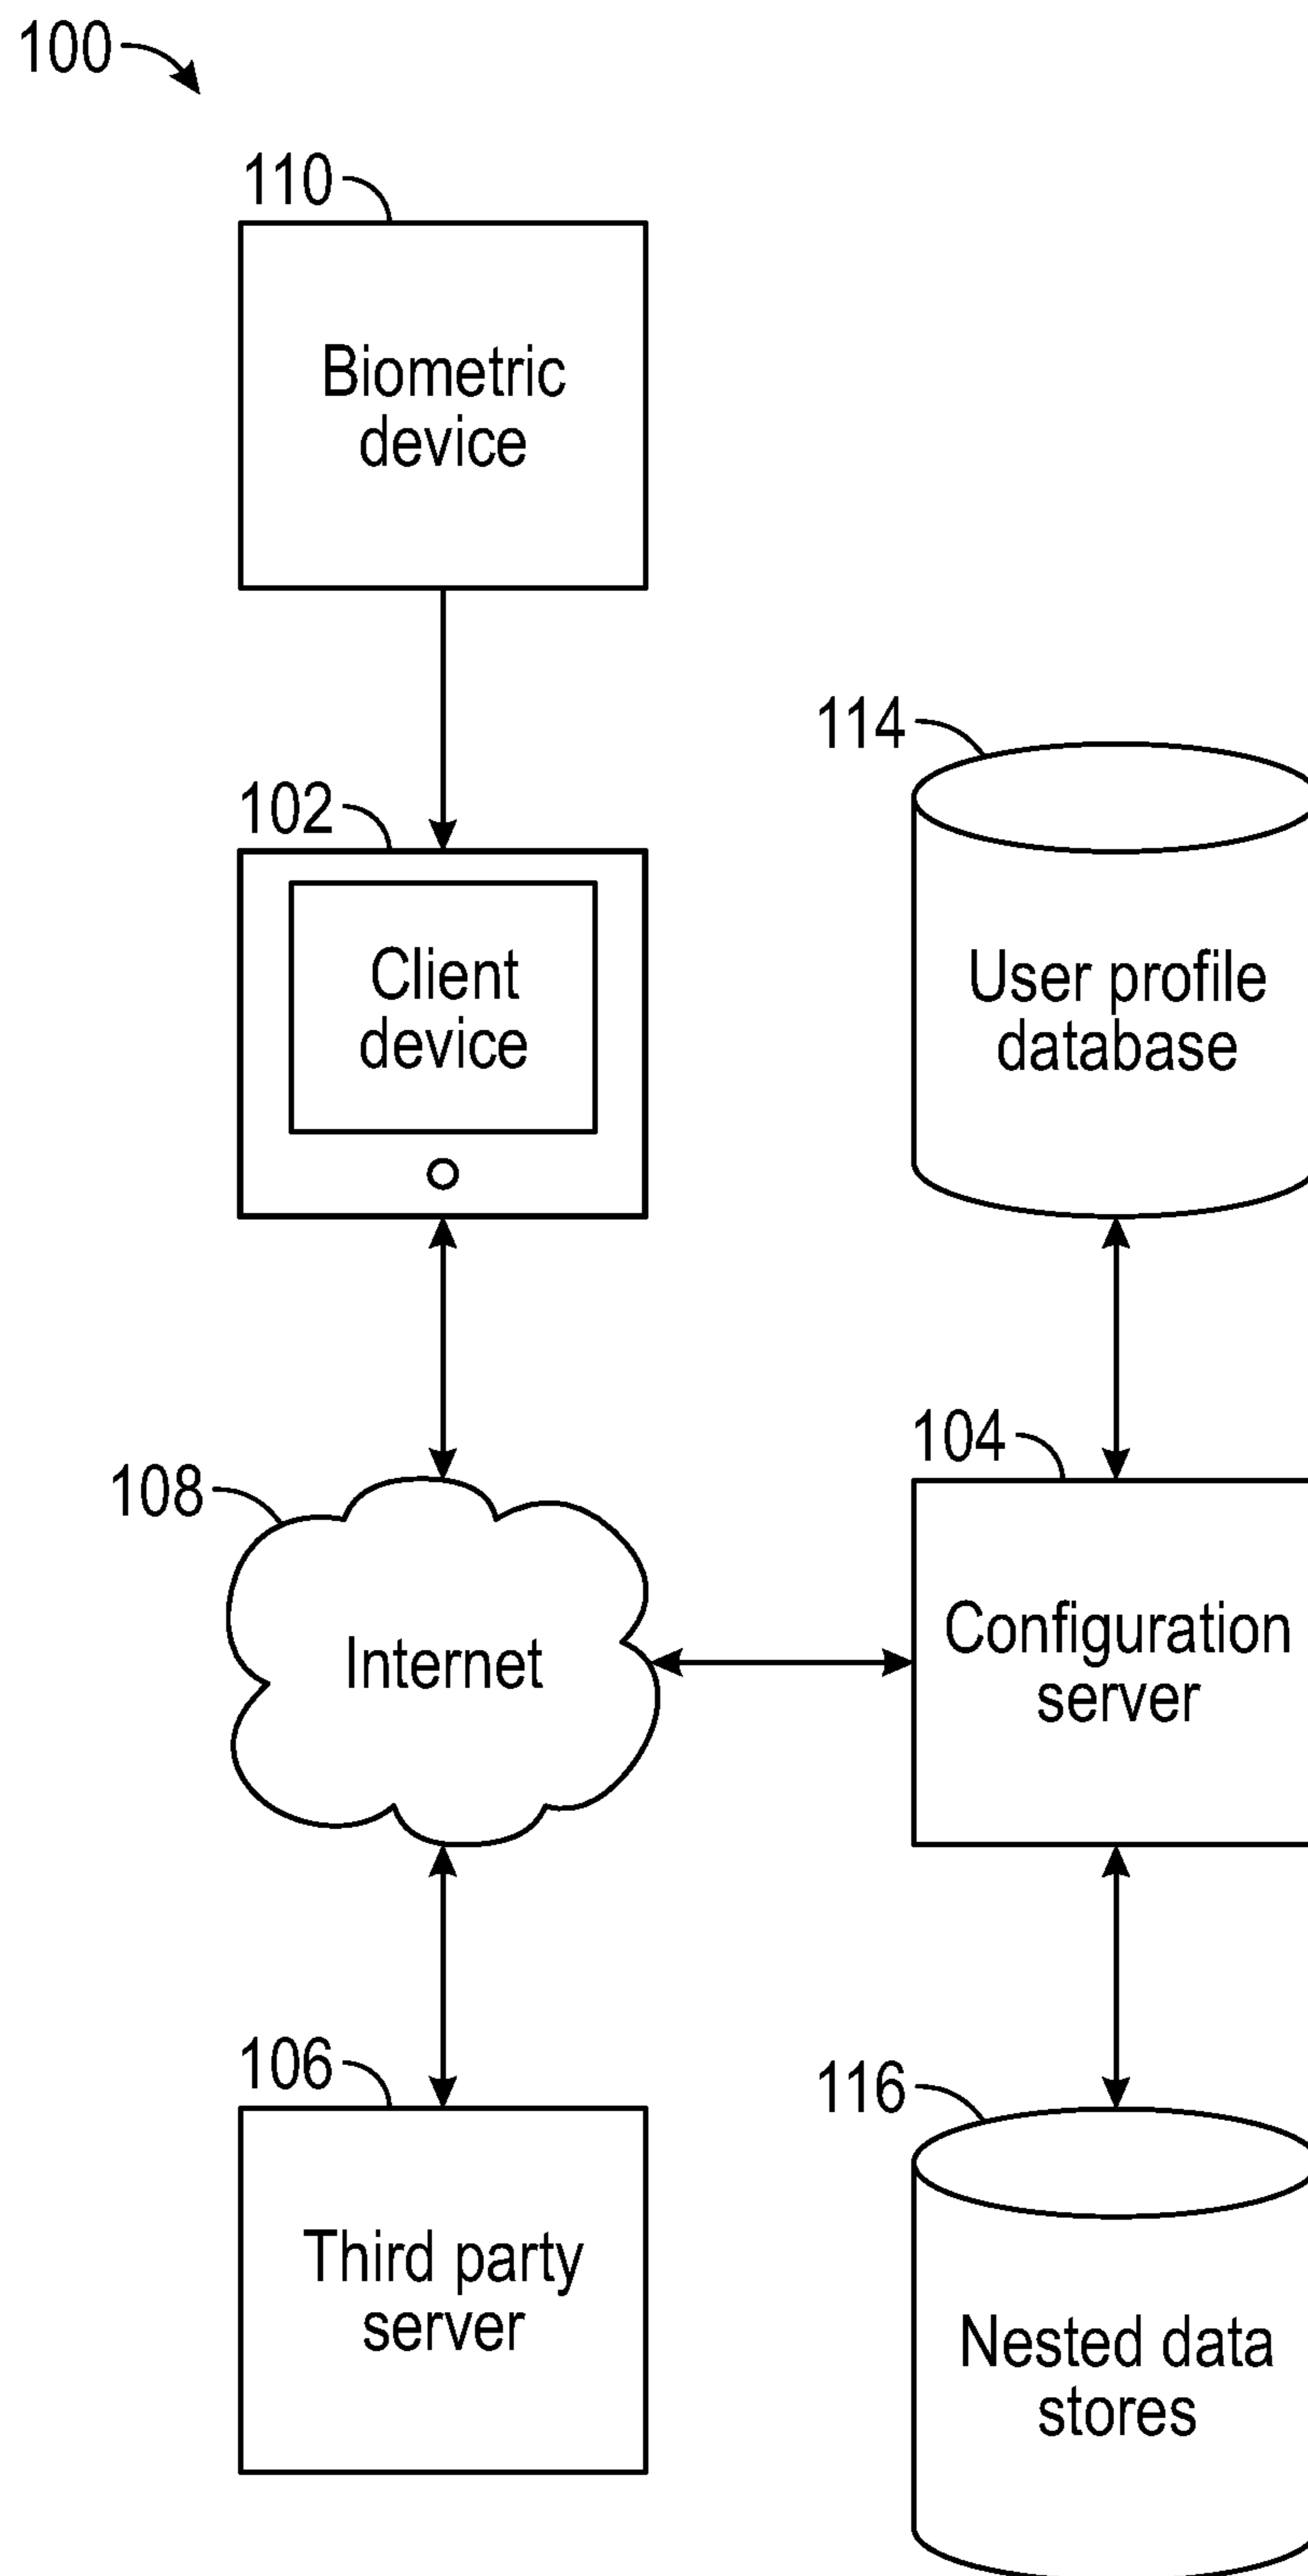 100
110
Biometric
device
102
Client
device
114
User profile
database
108
Internet
104
Configuration
server
106
Third party
server
116
Nested data
stores